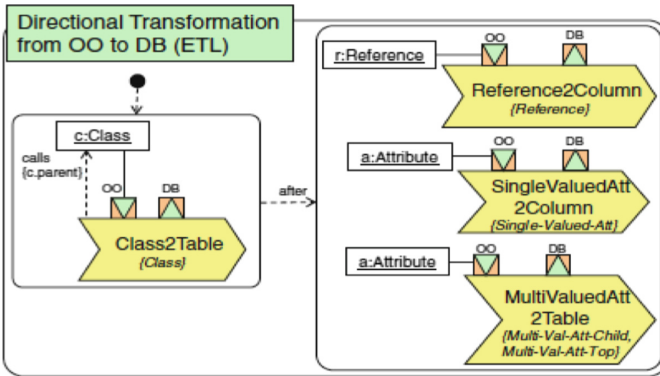 Directional Transformation
from OO to DB (ETL)
c:Class
calls
{c.parent}
OO
DB
Class2Table
{Class}
after
r:Reference
OO
DB
Reference2Column
{Reference}
a:Attribute
OO
DB
SingleValuedAtt
2Column
{Single-Valued-Att}
a:Attribute
OO
DB
MultiValuedAtt
2Table
{Multi-Val-Att-Child,
Multi-Val-Att-Top}